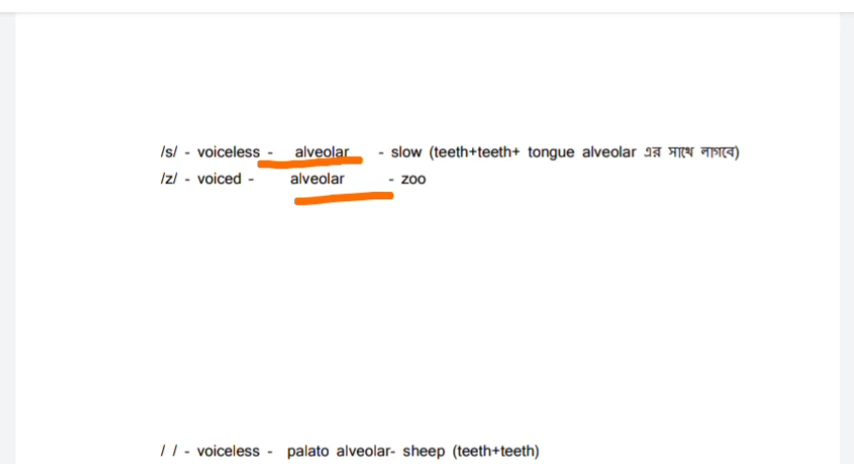 /s/ - voiceless - alveolar - slow (teeth+teeth+ tongue alveolar এর সাথে লাগবে)
/z/ - voiced - alveolar - zoo
/ / - voiceless - palato alveolar- sheep (teeth+teeth)